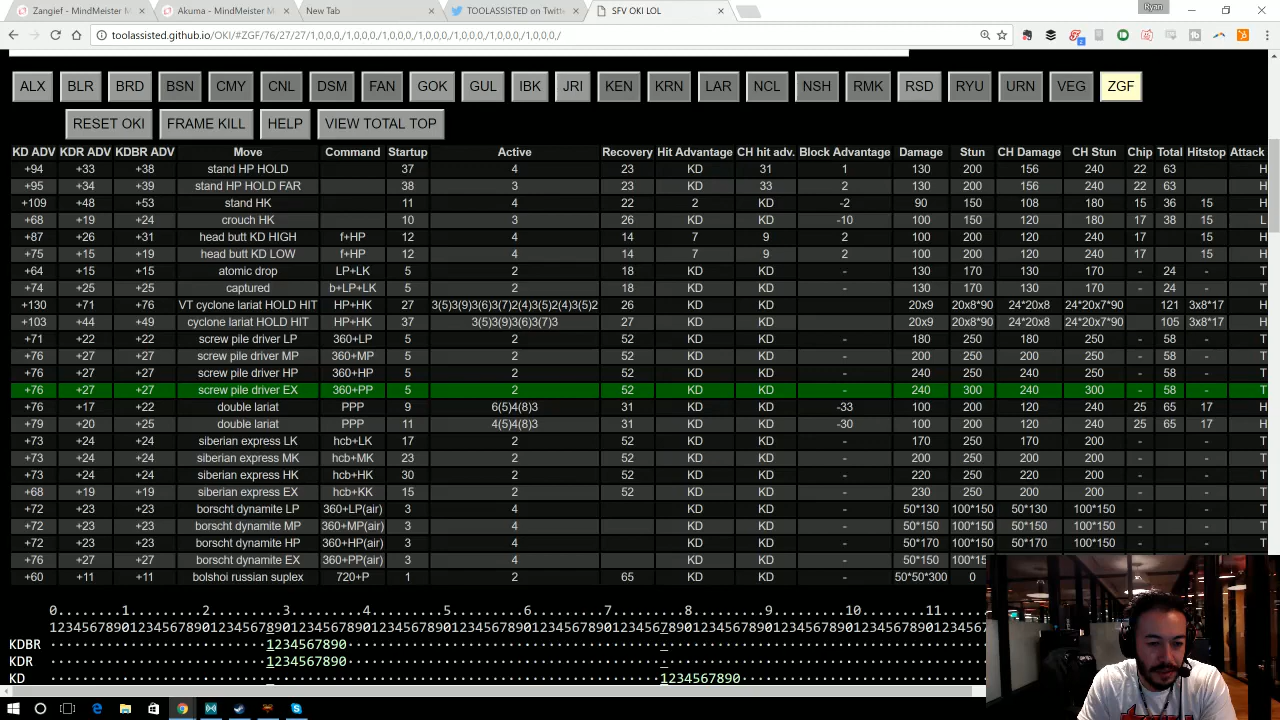 Zangief - MindMeister M
Akuma - MindMeister M
New Tab
TOOLASSISTED on Twitt
SFV OKI LOL
Ryan
toolassisted.github.io/OKI/#ZGF/76/27/27/1,0,0,0,/1,0,0,0,/1,0,0,0,/1,0,0,0,/1,0,0,0,/1,0,0,0,/
ALX BLR BRD BSN CMY CNL DSM FAN GOK GUL IBK JRI KEN KRN LAR NCL NSH RMK RSD RYU URN VEG ZGF
RESET OKI FRAME KILL HELP VIEW TOTAL TOP
KD ADV KDR ADV KDBR ADV Move Command Startup Active Recovery Hit Advantage CH hit adv. Block Advantage Damage Stun CH Damage CH Stun Chip Total Hitstop Attack
+94 +33 +38 stand HP HOLD 37 4 23 KD 31 1 130 200 156 240 22 63 H
+95 +34 +39 stand HP HOLD FAR 38 3 23 KD 33 2 130 200 156 240 22 63 H
+109 +48 +53 stand HK 11 4 22 2 KD -2 90 150 108 180 15 36 15 H
+68 +19 +24 crouch HK 10 3 26 KD KD -10 100 150 120 180 17 38 15 L
+87 +26 +31 head butt KD HIGH f+HP 12 4 14 7 9 2 100 200 120 240 17 15 H
+75 +15 +19 head butt KD LOW f+HP 12 4 14 7 9 2 100 200 120 240 17 15 H
+64 +15 +15 atomic drop LP+LK 5 2 18 KD KD - 130 170 130 170 - 24 - T
+74 +25 +25 captured b+LP+LK 5 2 18 KD KD - 130 170 130 170 - 24 - T
+130 +71 +76 VT cyclone lariat HOLD HIT HP+HK 27 3(5)3(9)3(6)3(7)2(4)3(5)2(4)3(5)2 26 KD KD 20x9 20x8*90 24*20x8 24*20x7*90 121 3x8*17 H
+103 +44 +49 cyclone lariat HOLD HIT HP+HK 37 3(5)3(9)3(6)3(7)3 27 KD KD 20x9 20x8*90 24*20x8 24*20x7*90 105 3x8*17 H
+71 +22 +22 screw pile driver LP 360+LP 5 2 52 KD KD - 180 250 180 250 - 58 - T
+76 +27 +27 screw pile driver MP 360+MP 5 2 52 KD KD - 200 250 200 250 - 58 - T
+76 +27 +27 screw pile driver HP 360+HP 5 2 52 KD KD - 240 250 240 250 - 58 - T
+76 +27 +27 screw pile driver EX 360+PP 5 2 52 KD KD - 240 300 240 300 - 58 - T
+76 +17 +22 double lariat PPP 9 6(5)4(8)3 31 KD KD -33 100 200 120 240 25 65 17 H
+79 +20 +25 double lariat PPP 11 4(5)4(8)3 31 KD KD -30 100 200 120 240 25 65 17 H
+73 +24 +24 siberian express LK hcb+LK 17 2 52 KD KD - 170 200 170 200 - - - T
+73 +24 +24 siberian express MK hcb+MK 23 2 52 KD KD - 200 200 200 200 - - - T
+73 +24 +24 siberian express HK hcb+HK 30 2 52 KD KD - 220 200 220 200 - - - T
+68 +19 +19 siberian express EX hcb+KK 15 2 52 KD KD - 230 200 230 200 - - - T
+72 +23 +23 borscht dynamite LP 360+LP(air) 3 4 KD KD - 50*130 100*150 50*130 100*150 - - T
+72 +23 +23 borscht dynamite MP 360+MP(air) 3 4 KD KD - 50*150 100*150 50*150 100*150 - - T
+72 +23 +23 borscht dynamite HP 360+HP(air) 3 4 KD KD - 50*170 100*150 50*170 100*150 - - T
+76 +27 +27 borscht dynamite EX 360+PP(air) 3 4 KD KD - 50*150 100*15
+60 +11 +11 bolshoi russian suplex 720+P 1 2 65 KD KD - 50*50*300 0
0.........1.........2.........3.........4.........5.........6.........7.........8.........9.........10........11
KDBR 1234567890
KDR 1234567890
KD 1234567890